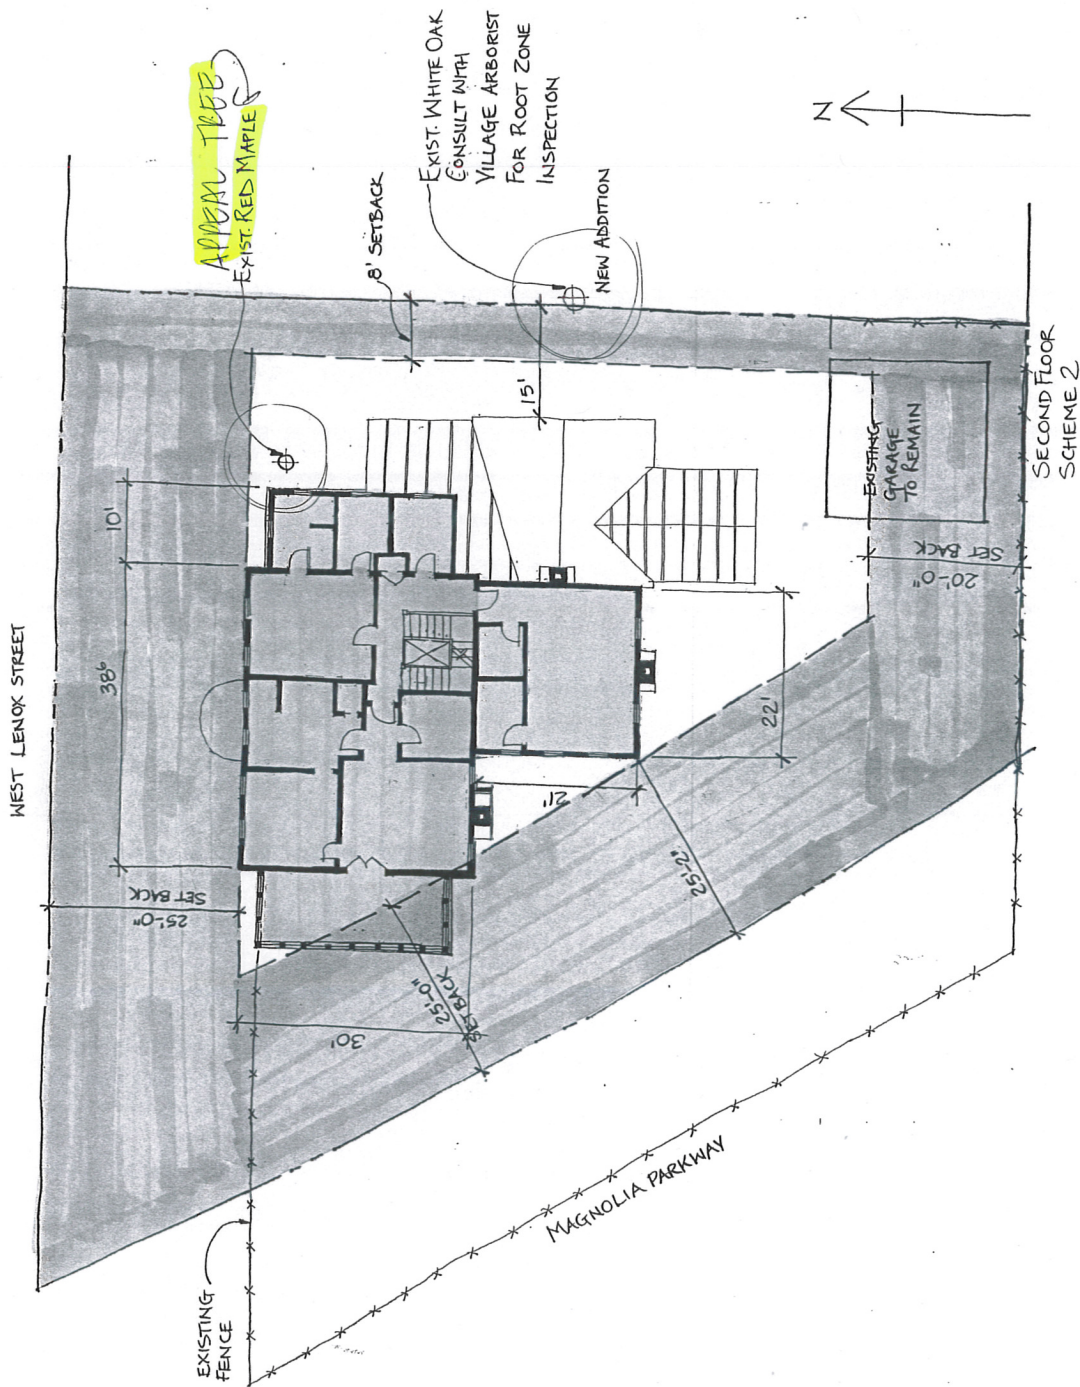 APPEAL TREE
EXIST. RED MAPLE
EXIST. WHITE OAK
CONSULT WITH
VILLAGE ARBORIST
FOR ROOT ZONE
INSPECTION
N
8' SETBACK
NEW ADDITION
WEST LENOX STREET
10'
38⁶
15'
EXISTING
GARAGE
TO REMAIN
SECOND FLOOR
SCHEME 2
20'-0"
SET BACK
22'
21'
25'-0"
SET BACK
25'-2"
25'-0"
SETBACK
30'
MAGNOLIA PARKWAY
EXISTING
FENCE